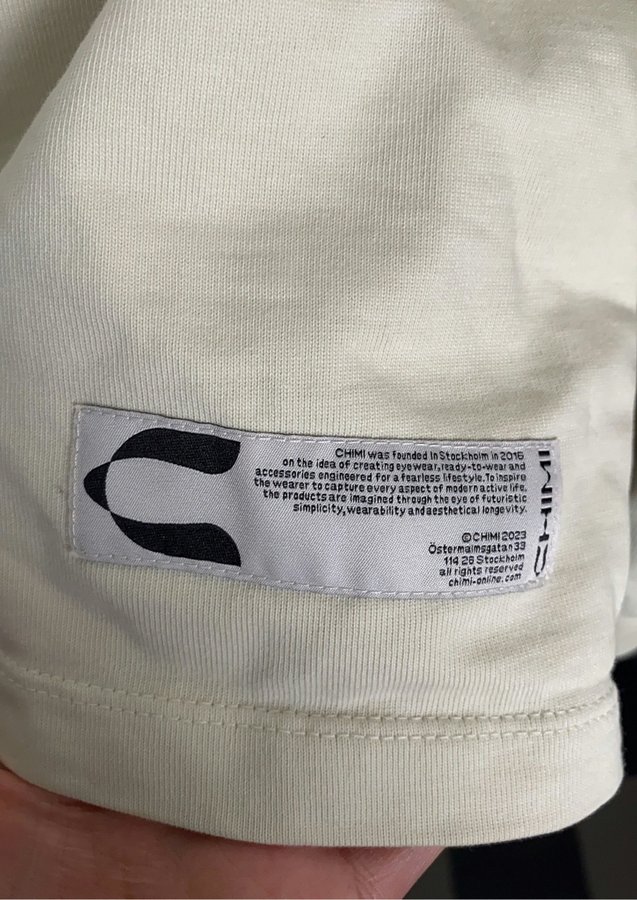 CHIMI was founded in Stockholm in 2016
on the idea of creating eyewear, ready-to-wear and
accessories engineered for a fearless lifestyle. To inspire
the wearer to capture every aspect of modern active life,
the products are imagined through the eye of futuristic
simplicity, wearability and aesthetical longevity.
©CHIMI 2023
Östermalmsgatan 33
114 26 Stockholm
all rights reserved
chimi-online.com
CHIMI